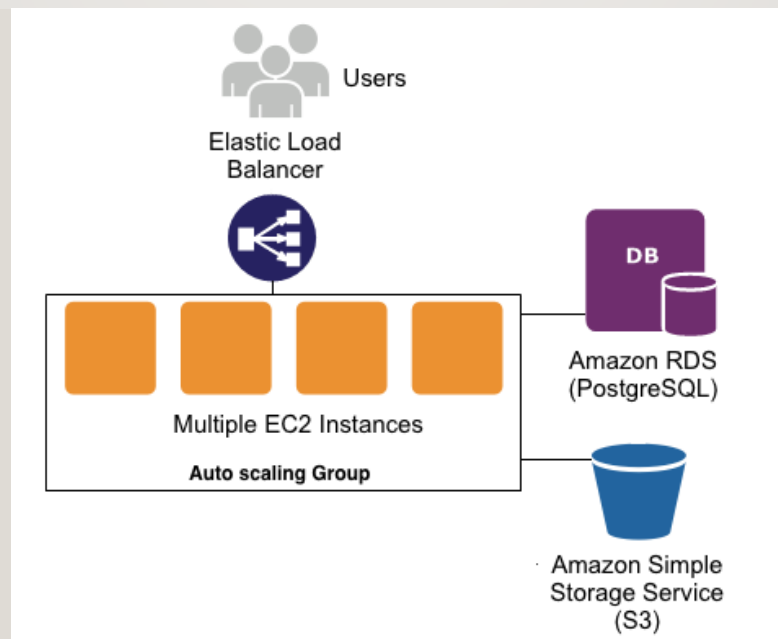 Users
Elastic Load
Balancer
DB
Amazon RDS
(PostgreSQL)
Multiple EC2 Instances
Auto scaling Group
Amazon Simple
Storage Service
(S3)